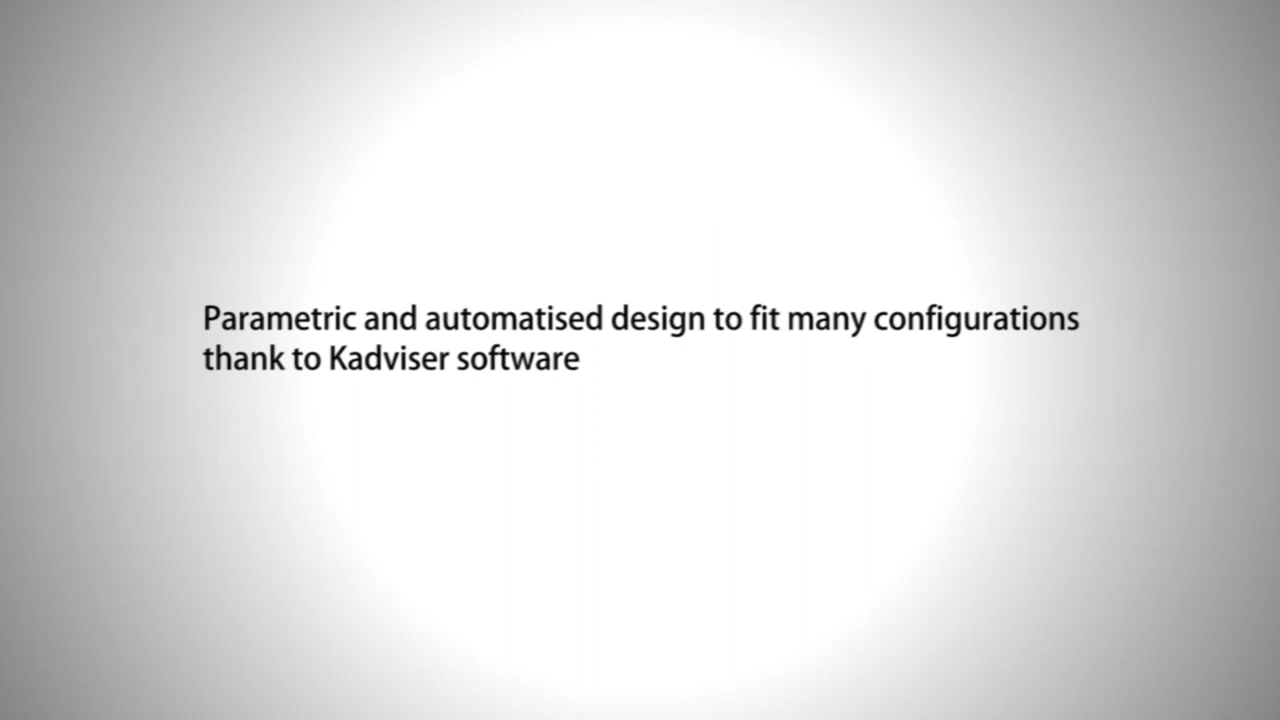 Parametric and automatised design to fit many configurations
thank to Kadviser software